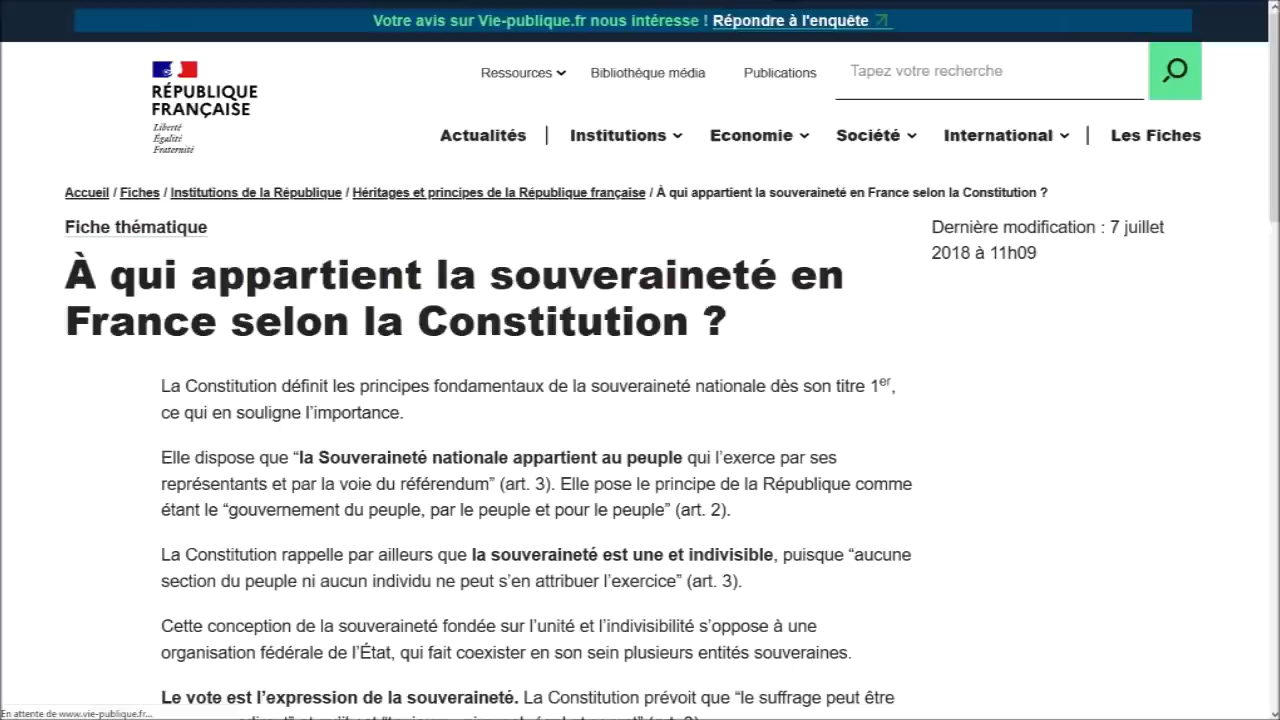 Votre avis sur Vie-publique.fr nous intéresse ! Répondre à l'enquête
RÉPUBLIQUE
FRANÇAISE
Liberté
Égalité
Fraternité
Ressources
Bibliothèque média
Publications
Tapez votre recherche
Actualités | Institutions Economie Société International | Les Fiches
Accueil / Fiches / Institutions de la République / Héritages et principes de la République française / À qui appartient la souveraineté en France selon la Constitution ?
Fiche thématique
Dernière modification : 7 juillet
2018 à 11h09
À qui appartient la souveraineté en
France selon la Constitution ?
La Constitution définit les principes fondamentaux de la souveraineté nationale dès son titre 1er,
ce qui en souligne l’importance.
Elle dispose que “la Souveraineté nationale appartient au peuple qui l’exerce par ses
représentants et par la voie du référendum” (art. 3). Elle pose le principe de la République comme
étant le “gouvernement du peuple, par le peuple et pour le peuple” (art. 2).
La Constitution rappelle par ailleurs que la souveraineté est une et indivisible, puisque “aucune
section du peuple ni aucun individu ne peut s’en attribuer l’exercice” (art. 3).
Cette conception de la souveraineté fondée sur l’unité et l’indivisibilité s’oppose à une
organisation fédérale de l’État, qui fait coexister en son sein plusieurs entités souveraines.
Le vote est l’expression de la souveraineté. La Constitution prévoit que “le suffrage peut être
En attente de www.vie-publique.fr...